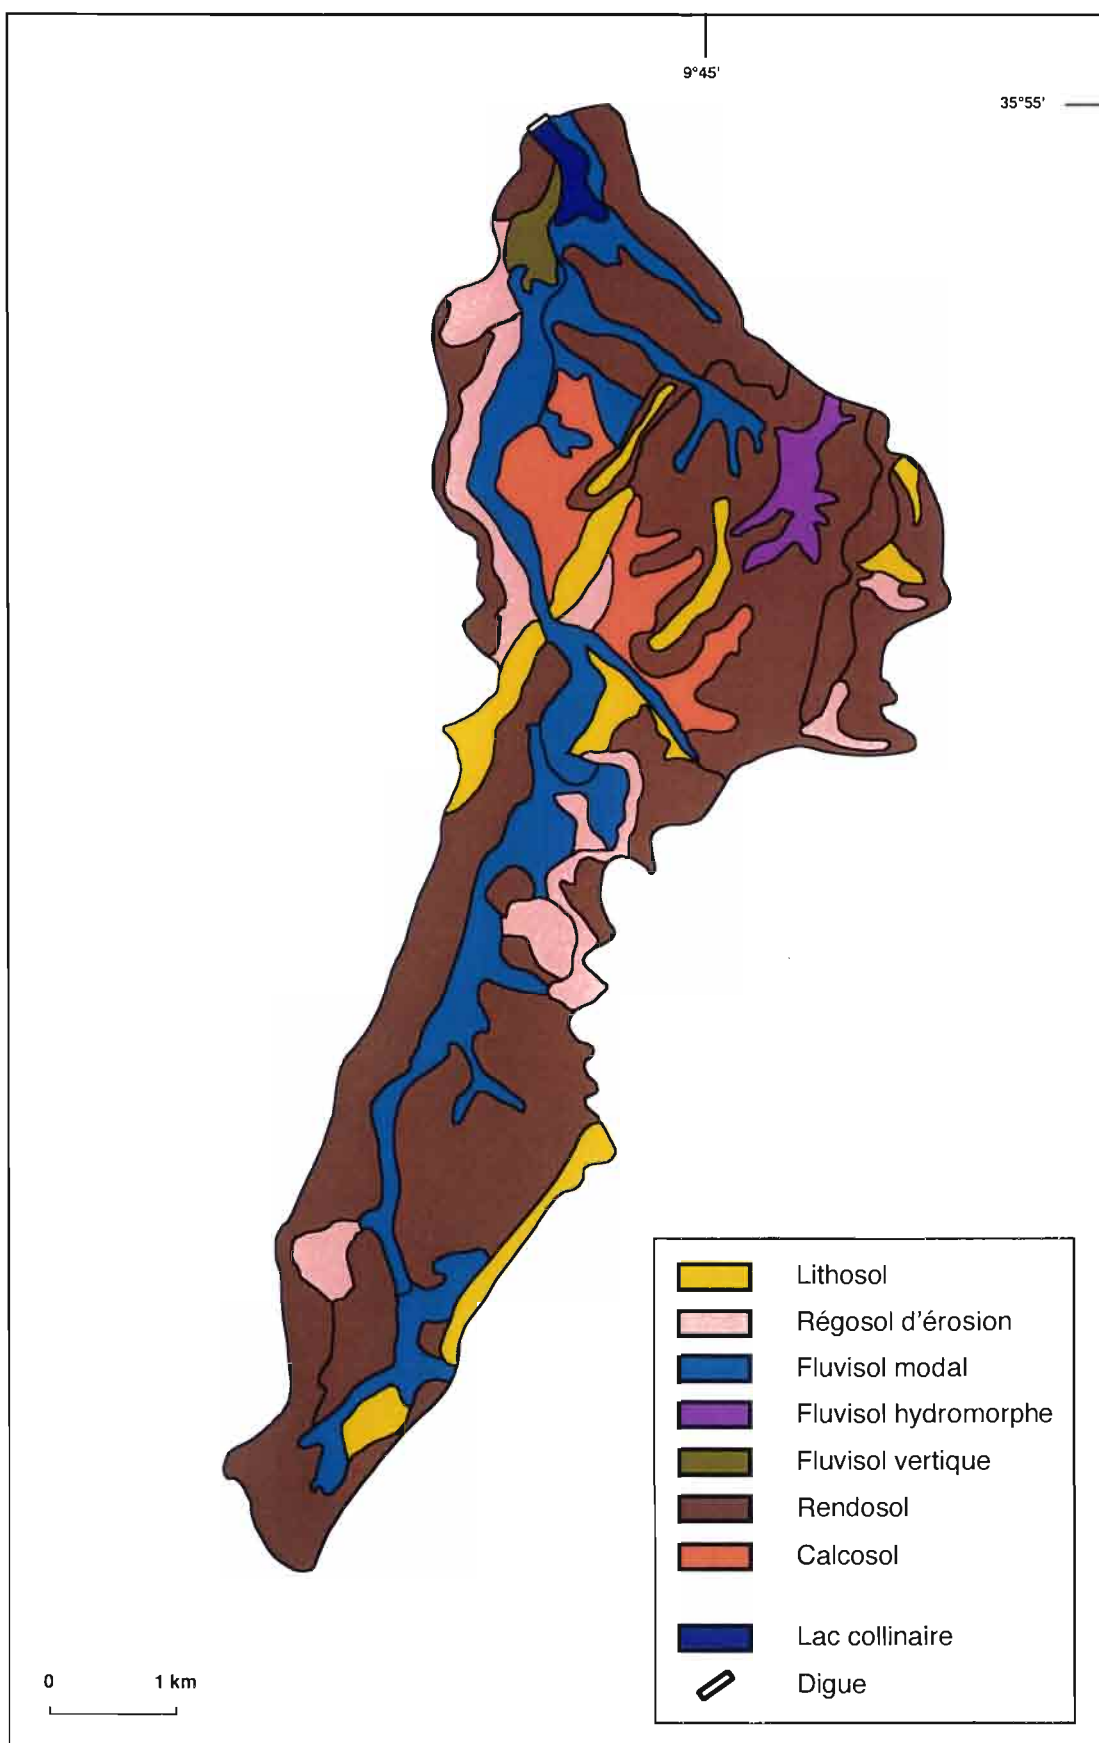 9°45'
35°55'
Lithosol
Régosol d'érosion
Fluvisol modal
Fluvisol hydromorphe
Fluvisol vertique
Rendosol
Calcosol
Lac collinaire
Digue
0 1 km